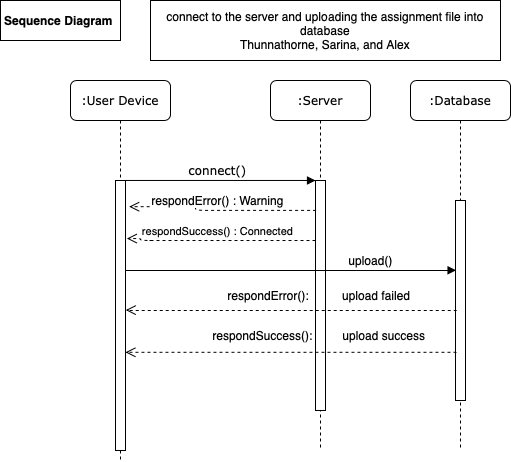 Sequence Diagram
connect to the server and uploading the assignment file into
database
Thunnathorne, Sarina, and Alex
:User Device
:Server
:Database
connect()
respondError() : Warning
respondSuccess() : Connected
upload()
respondError(): upload failed
respondSuccess(): upload success